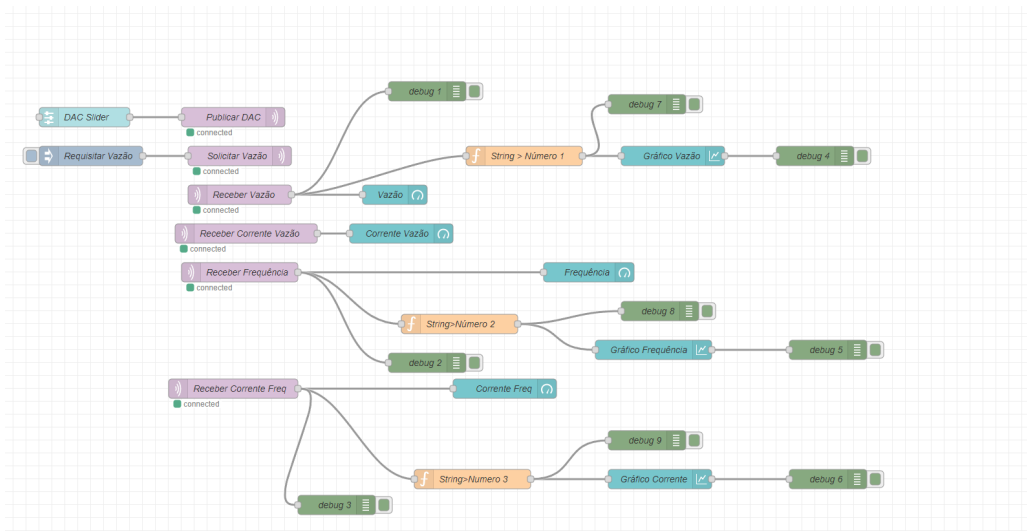 debug 1
debug 7
DAC Slider
Publicar DAC
connected
Requisitar Vazão
Solicitar Vazão
String > Número 1
Gráfico Vazão
debug 4
connected
Receber Vazão
Vazão
connected
Receber Corrente Vazão
Corrente Vazão
connected
Receber Frequência
Frequência
connected
debug 8
String>Número 2
Gráfico Frequência
debug 5
debug 2
Receber Corrente Freq
Corrente Freq
connected
debug 9
String>Numero 3
Gráfico Corrente
debug 6
debug 3